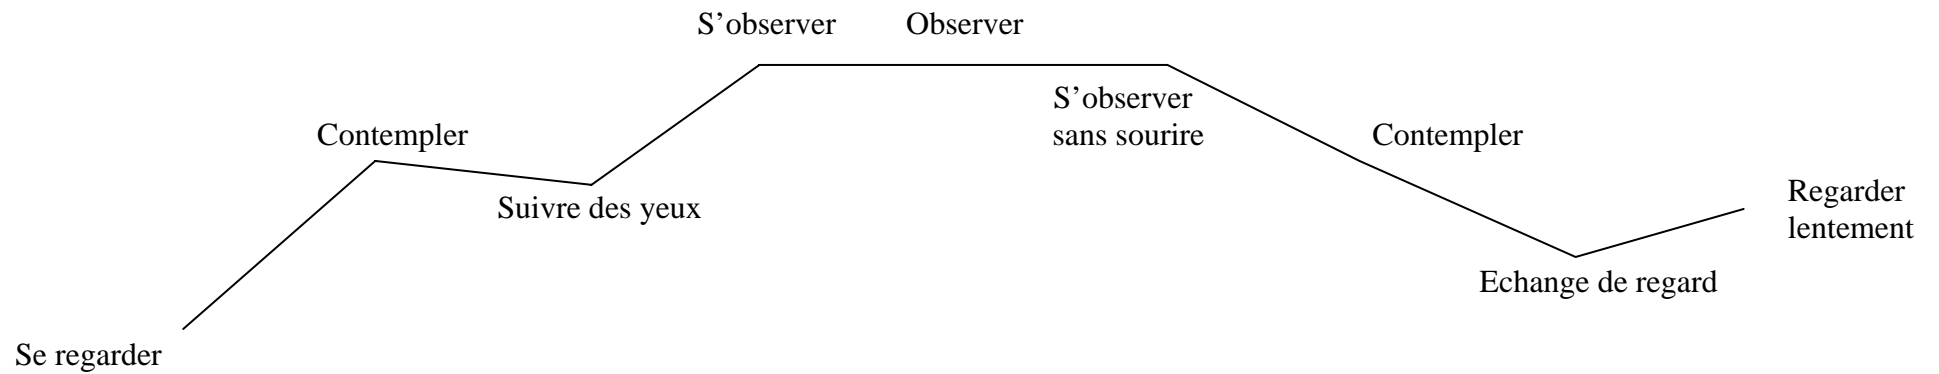 S’observer
Observer
S’observer
sans sourire
Contempler
Contempler
Regarder
lentement
Suivre des yeux
Echange de regard
Se regarder